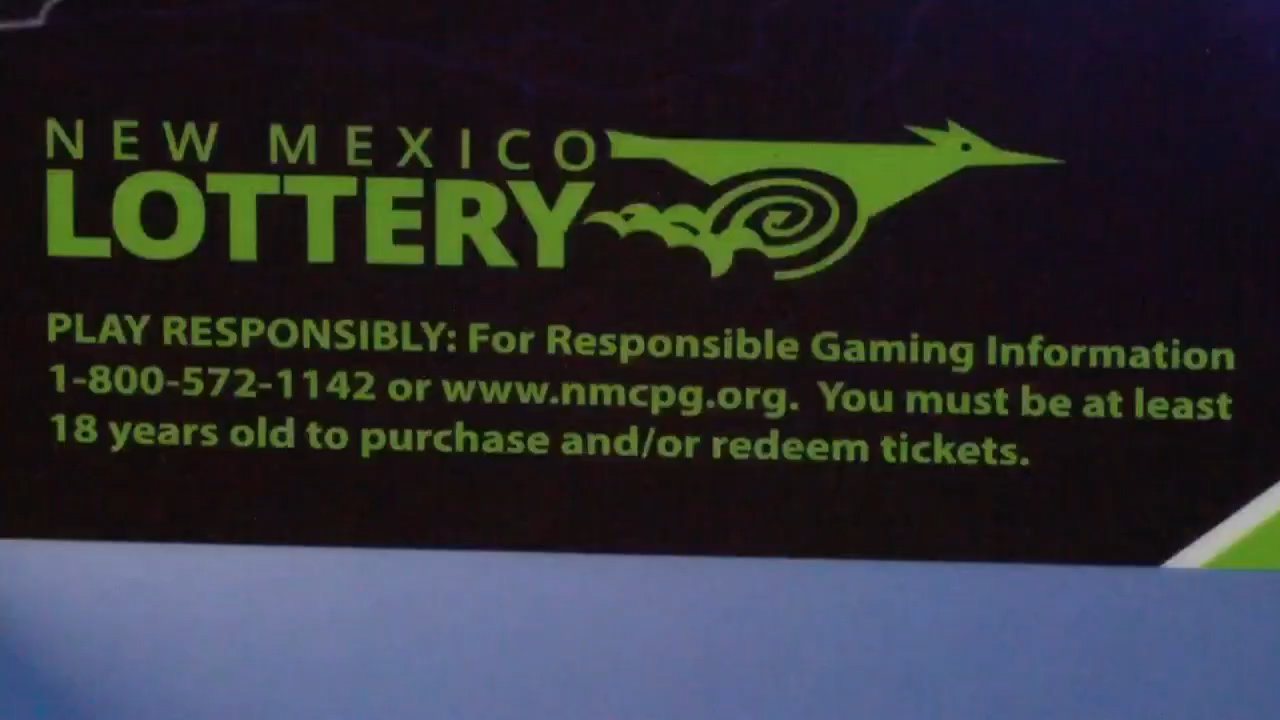 NEW MEXICO
LOTTERY
PLAY RESPONSIBLY: For Responsible Gaming Information
1-800-572-1142 or www.nmcpg.org. You must be at least
18 years old to purchase and/or redeem tickets.